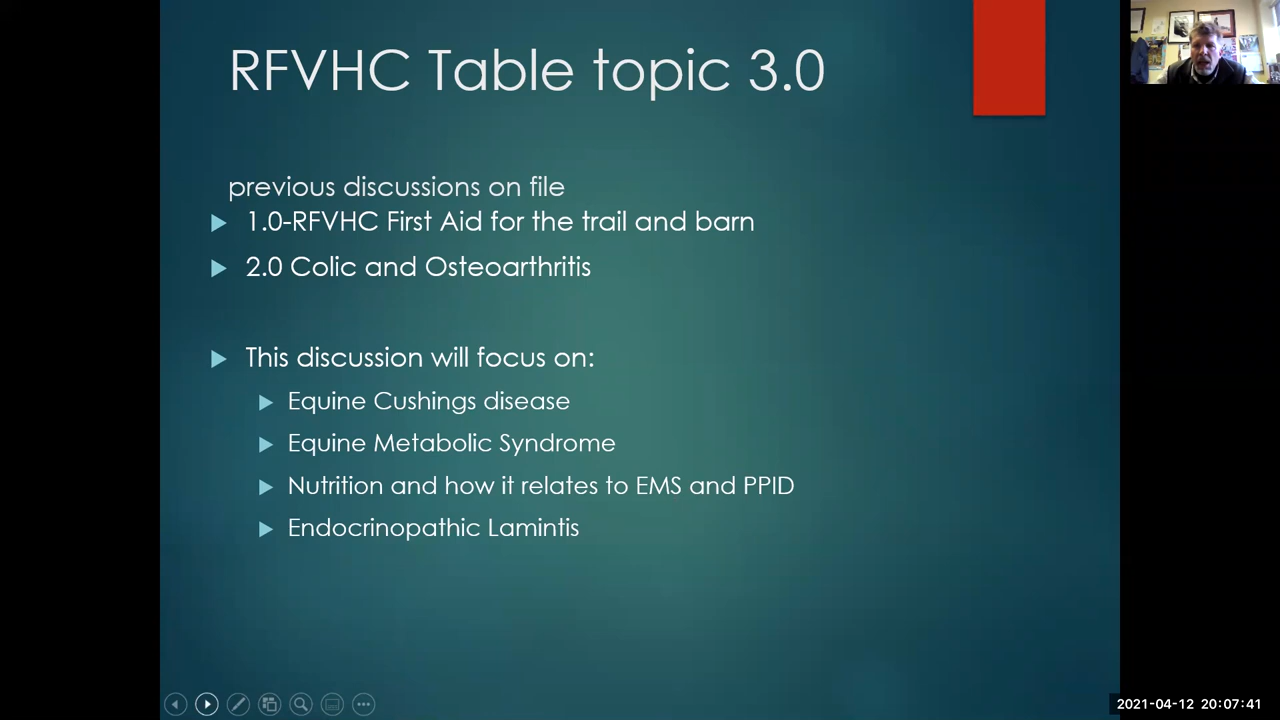 RFVHC Table topic 3.0
previous discussions on file
1.0-RFVHC First Aid for the trail and barn
2.0 Colic and Osteoarthritis
This discussion will focus on:
Equine Cushings disease
Equine Metabolic Syndrome
Nutrition and how it relates to EMS and PPID
Endocrinopathic Lamintis
2021-04-12 20:07:41